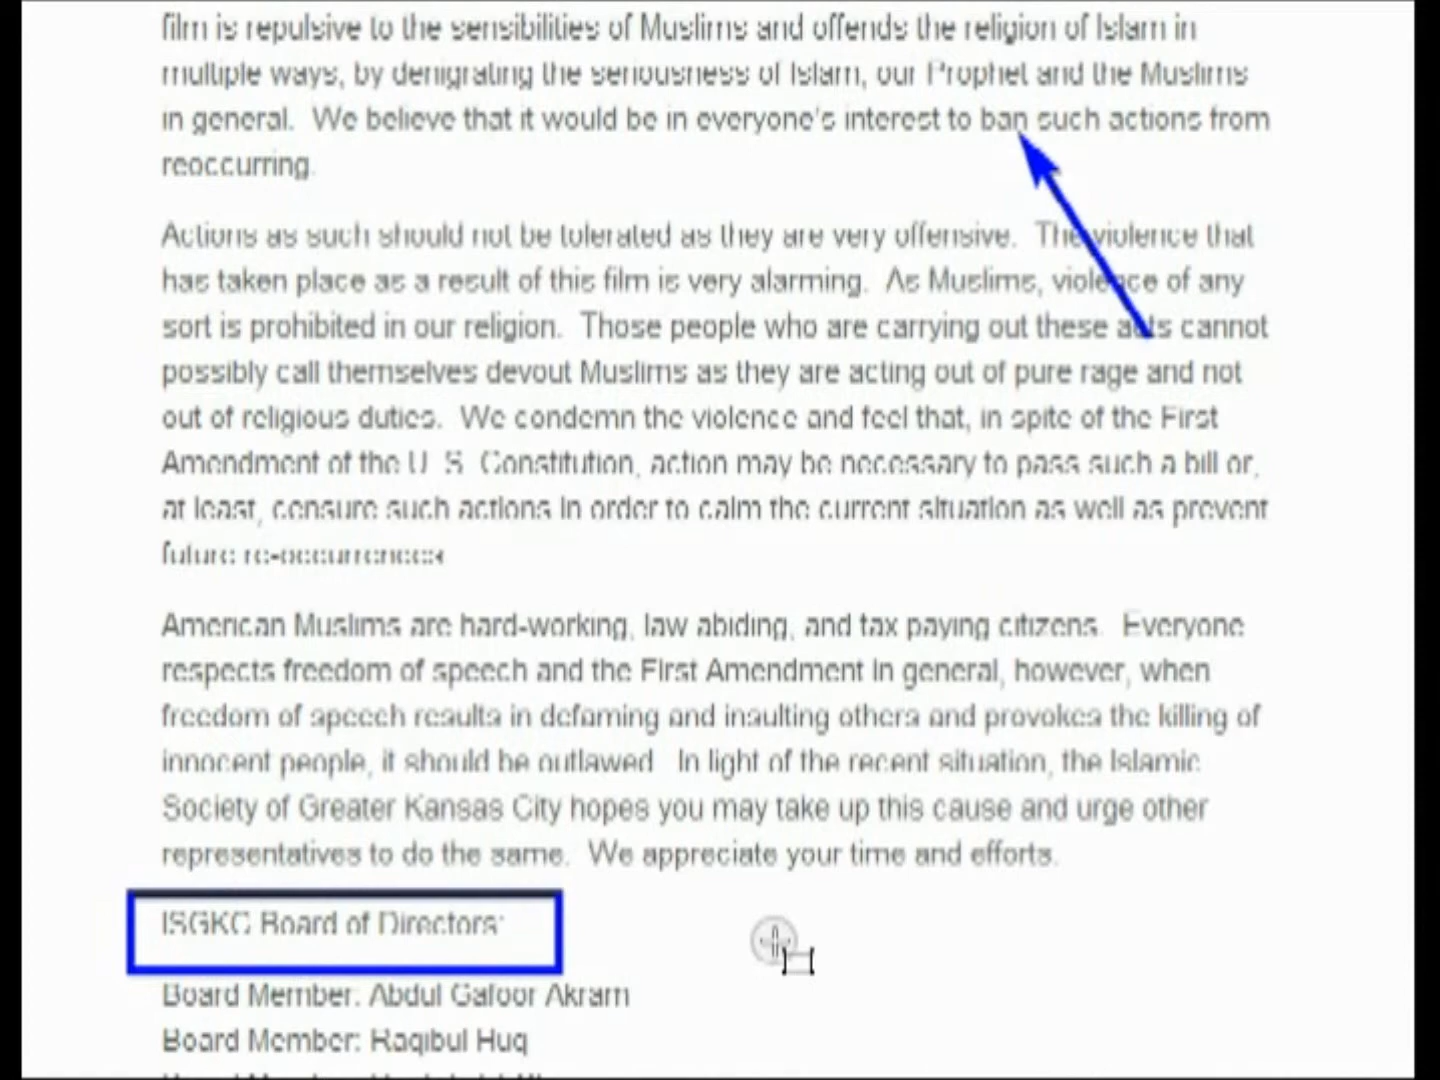 film is repulsive to the sensibilities of Muslims and offends the religion of Islam in
multiple ways, by denigrating the seriousness of Islam, our Prophet and the Muslims
in general.  We believe that it would be in everyone's interest to ban such actions from
reoccurring.
Actions as such should not be tolerated as they are very offensive.  The violence that
has taken place as a result of this film is very alarming.  As Muslims, violence of any
sort is prohibited in our religion.  Those people who are carrying out these acts cannot
possibly call themselves devout Muslims as they are acting out of pure rage and not
out of religious duties.  We condemn the violence and feel that, in spite of the First
Amendment of the U. S. Constitution, action may be necessary to pass such a bill or,
at least, censure such actions in order to calm the current situation as well as prevent
future re-occurrences.
American Muslims are hard-working, law abiding, and tax paying citizens.  Everyone
respects freedom of speech and the First Amendment in general, however, when
freedom of speech results in defaming and insulting others and provokes the killing of
innocent people, it should be outlawed.  In light of the recent situation, the Islamic
Society of Greater Kansas City hopes you may take up this cause and urge other
representatives to do the same.  We appreciate your time and efforts.
ISGKC Board of Directors:
Board Member: Abdul Gafoor Akram
Board Member: Raqibul Huq